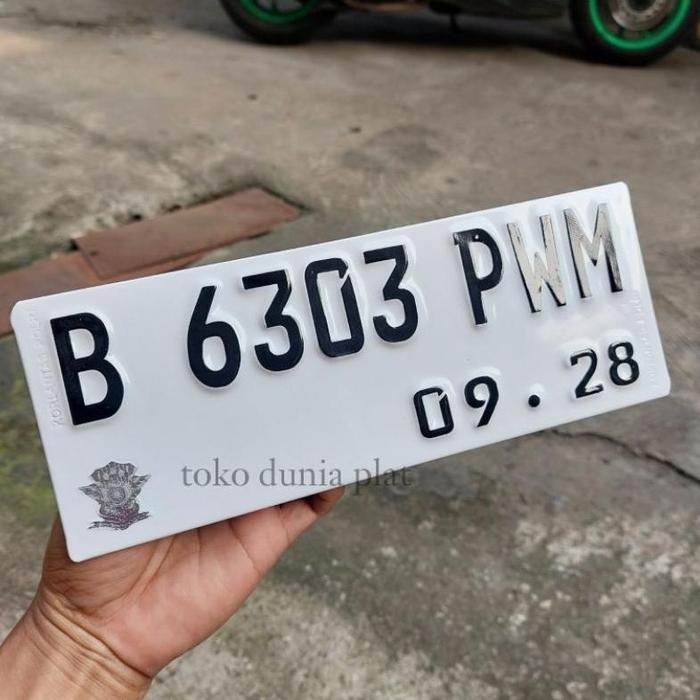 B 6303 PWM
09 . 28
toko dunia plat